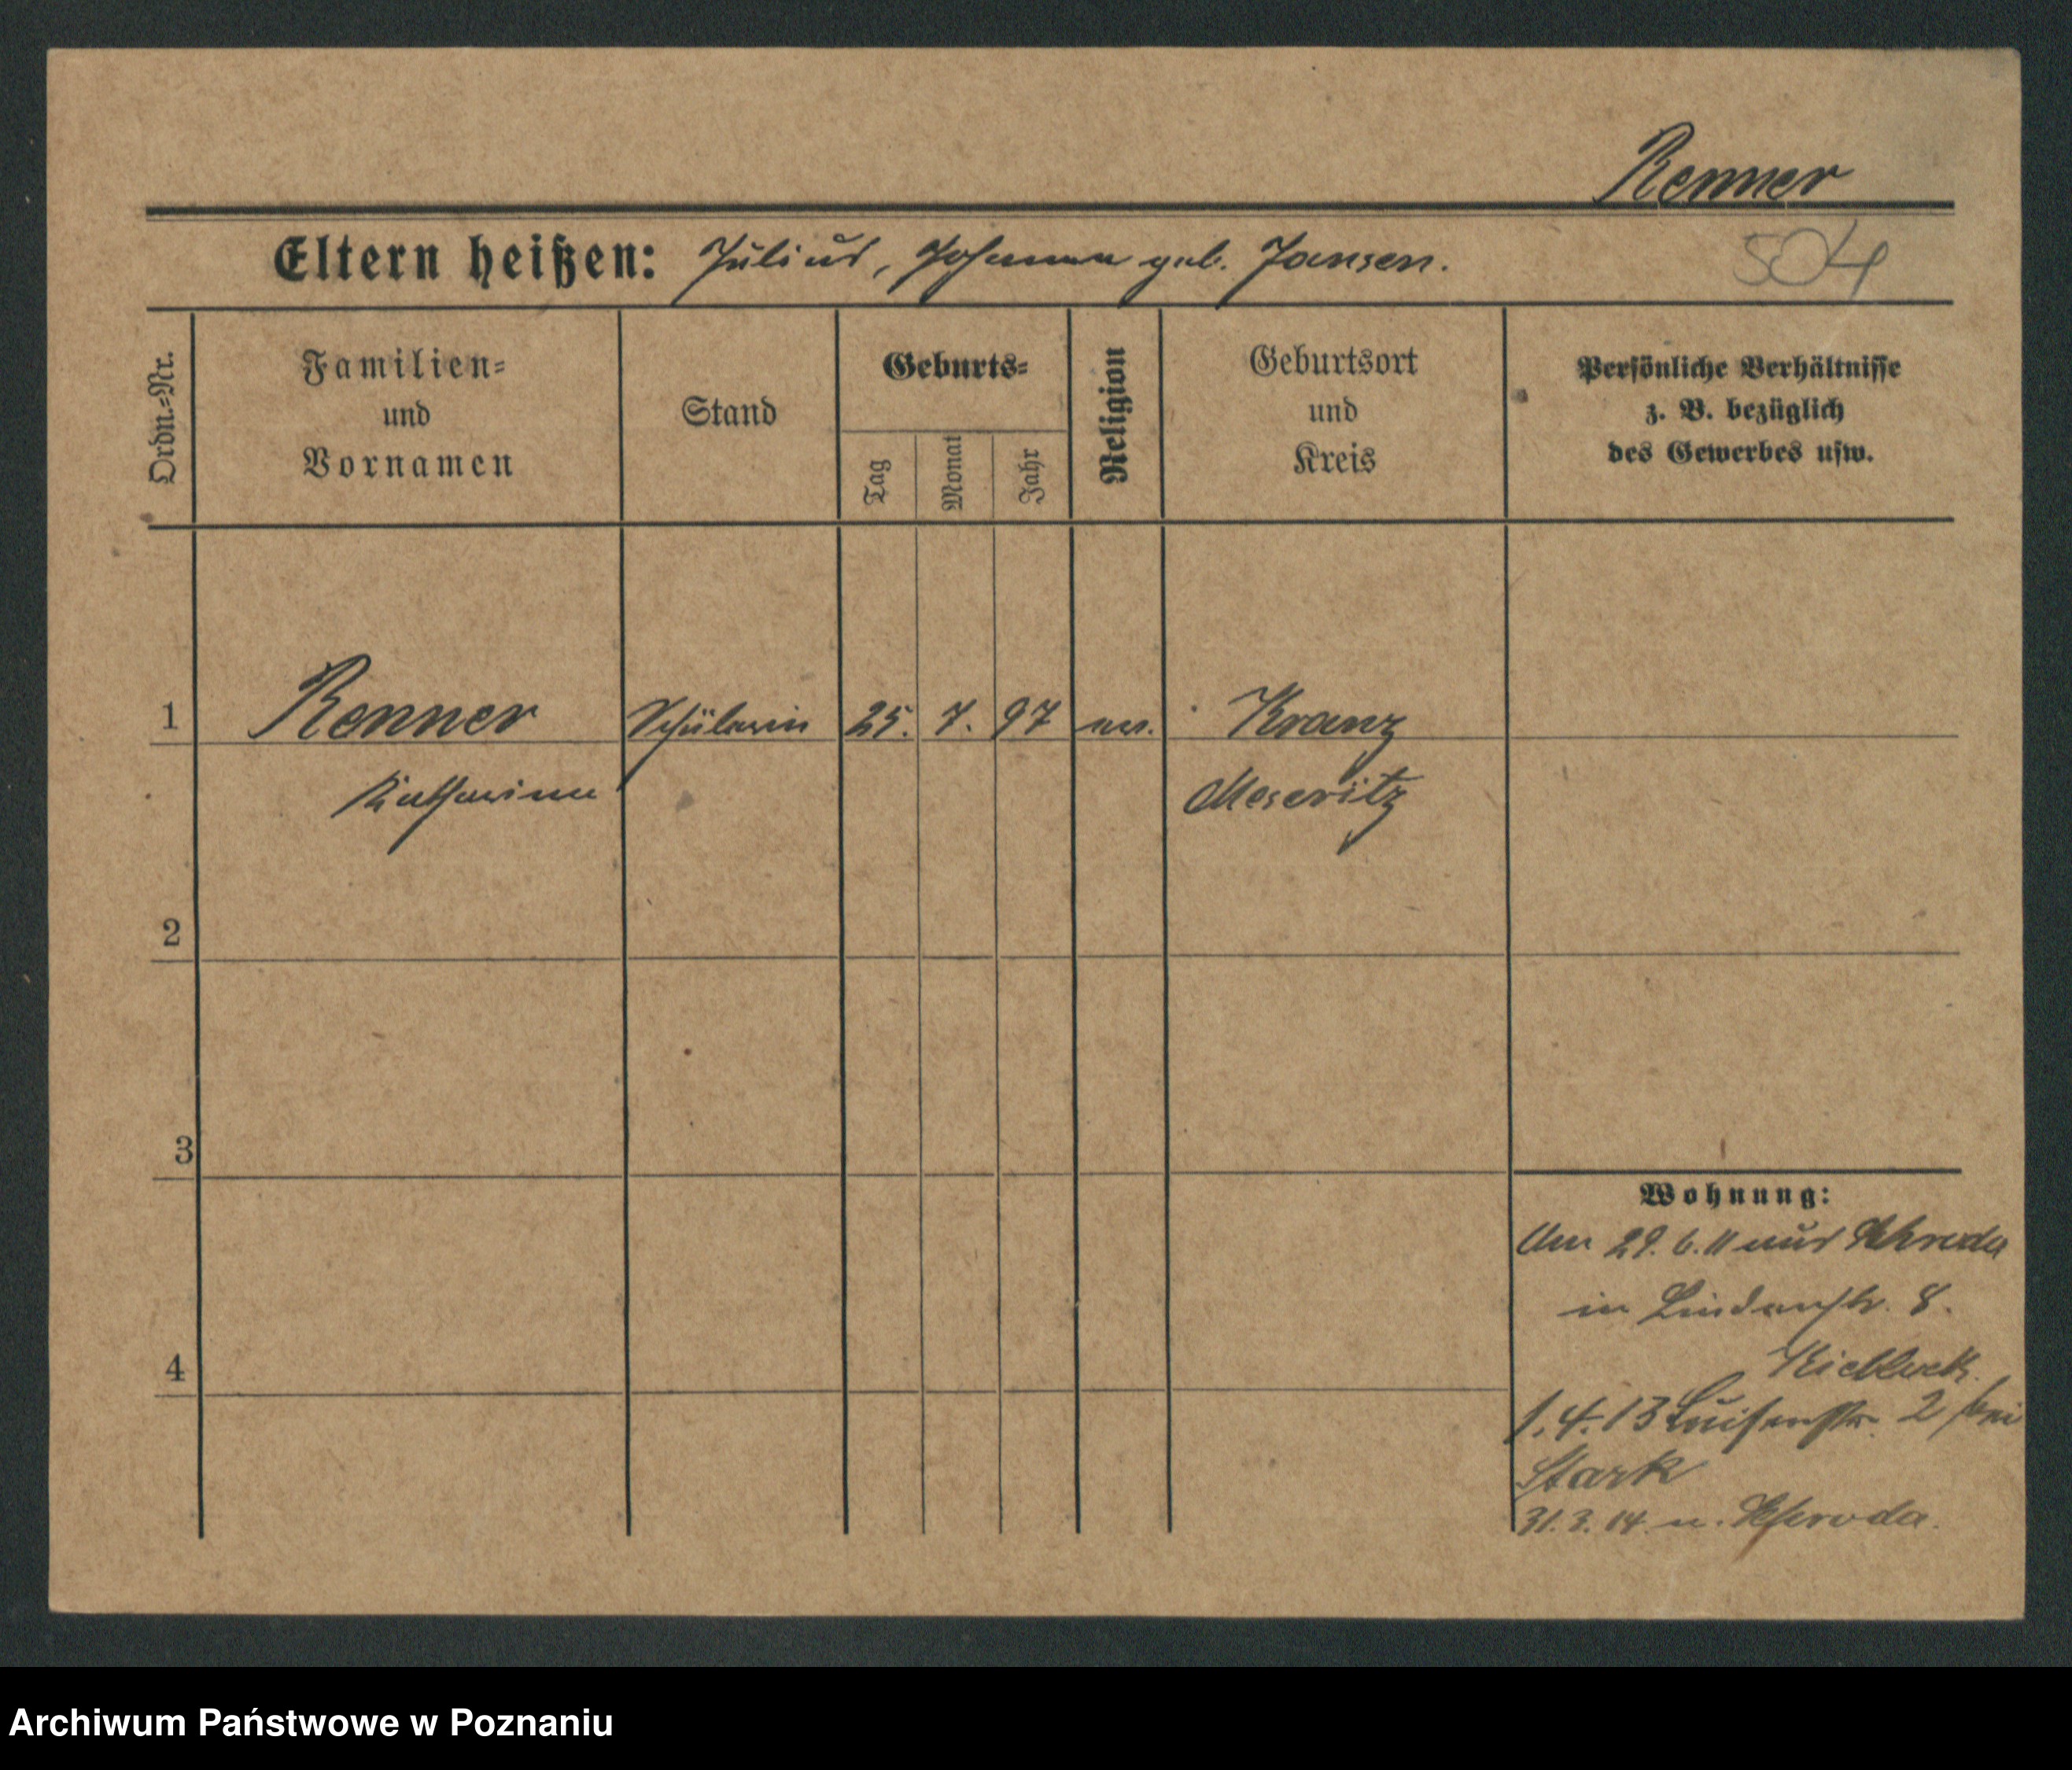 Renner
Eltern heißen: Julius, Johanna geb. Jansen.
504
Ordn.-Nr.
Familien-
und
Vornamen
Stand
Geburts-
Tag
Monat
Jahr
Religion
Geburtsort
und
Kreis
Persönliche Verhältnisse
z. B. bezüglich
des Gewerbes usw.
1 Renner Schülerin 25. 7. 97 ev. Kranz
Katharina Meseritz
2
3
4
Wohnung:
Am 29. 6. 11 aus Schroda
in Lindenstr. 8.
1. 4. 13 Luisenstr. 2 bei
Stark
31. 3. 14 n. Schroda.
Archiwum Państwowe w Poznaniu